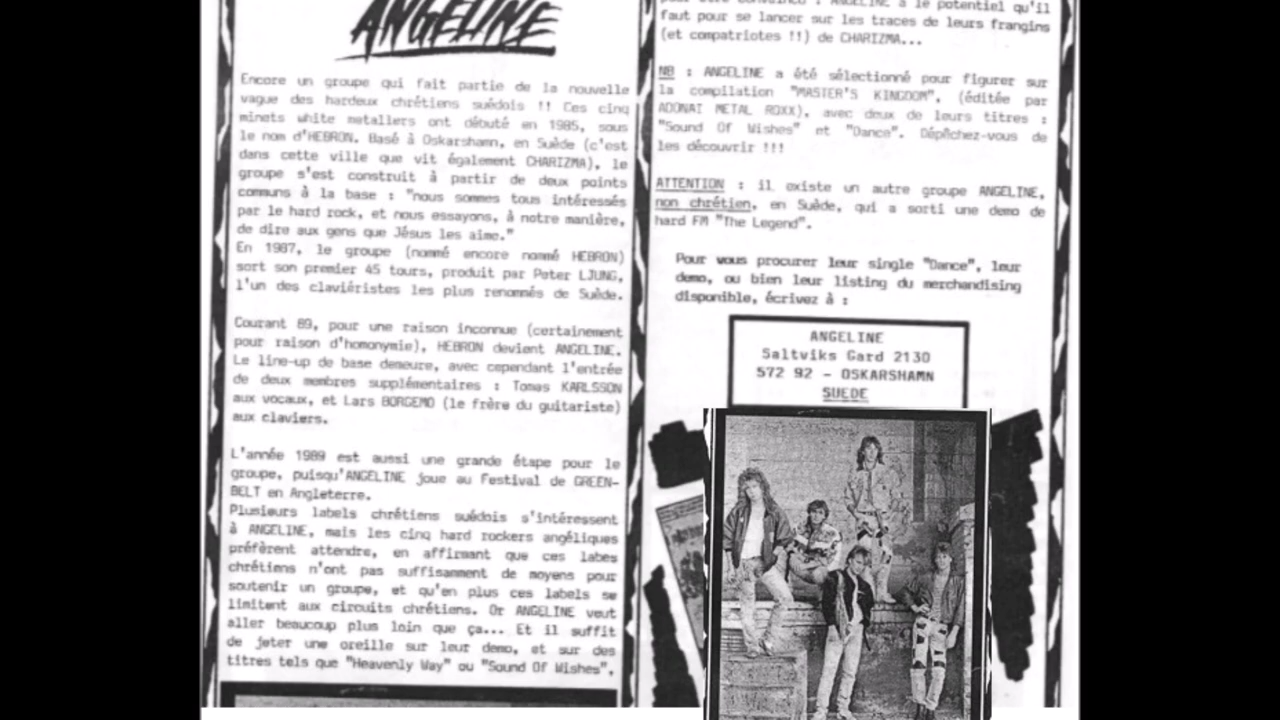 ANGELINE
Encore un groupe qui fait partie de la nouvelle
vague des hardeux chrétiens suédois !! Ces cinq
minets white metallers ont débuté en 1985, sous
le nom d'HEBRON. Basé à Oskarshamn, en Suède (c'est
dans cette ville que vit également CHARIZMA), le
groupe s'est construit à partir de deux points
communs à la base : "nous sommes tous intéressés
par le hard rock, et nous essayons, à notre manière,
de dire aux gens que Jésus les aime."
En 1987, le groupe (nommé encore nommé HEBRON)
sort son premier 45 tours, produit par Peter LJUNG,
l'un des claviéristes les plus renommés de Suède.
Courant 89, pour une raison inconnue (certainement
pour raison d'homonymie), HEBRON devient ANGELINE.
Le line-up de base demeure, avec cependant l'entrée
de deux membres supplémentaires : Tomas KARLSSON
aux vocaux, et Lars BORGEMO (le frère du guitariste)
aux claviers.
L'année 1989 est aussi une grande étape pour le
groupe, puisqu'ANGELINE joue au Festival de GREEN-
BELT en Angleterre.
Plusieurs labels chrétiens suédois s'intéressent
à ANGELINE, mais les cinq hard rockers angéliques
préfèrent attendre, en affirmant que ces labes
chrétiens n'ont pas suffisamment de moyens pour
soutenir un groupe, et qu'en plus ces labels se
limitent aux circuits chrétiens. Or ANGELINE veut
aller beaucoup plus loin que ça... Et il suffit
de jeter une oreille sur leur demo, et sur des
titres tels que "Heavenly Way" ou "Sound Of Wishes",
pour être convaincu : ANGELINE a le potentiel qu'il
faut pour se lancer sur les traces de leurs frangins
(et compatriotes !!) de CHARIZMA...
NB : ANGELINE a été sélectionné pour figurer sur
la compilation "MASTER'S KINGDOM", (éditée par
ADONAI METAL ROXX), avec deux de leurs titres :
"Sound Of Wishes" et "Dance". Dépêchez-vous de
les découvrir !!!
ATTENTION : il existe un autre groupe ANGELINE,
non chrétien, en Suède, qui a sorti une demo de
hard FM "The Legend".
Pour vous procurer leur single "Dance", leur
demo, ou bien leur listing du merchandising
disponible, écrivez à :
ANGELINE
Saltviks Gard 2130
572 92 - OSKARSHAMN
SUEDE